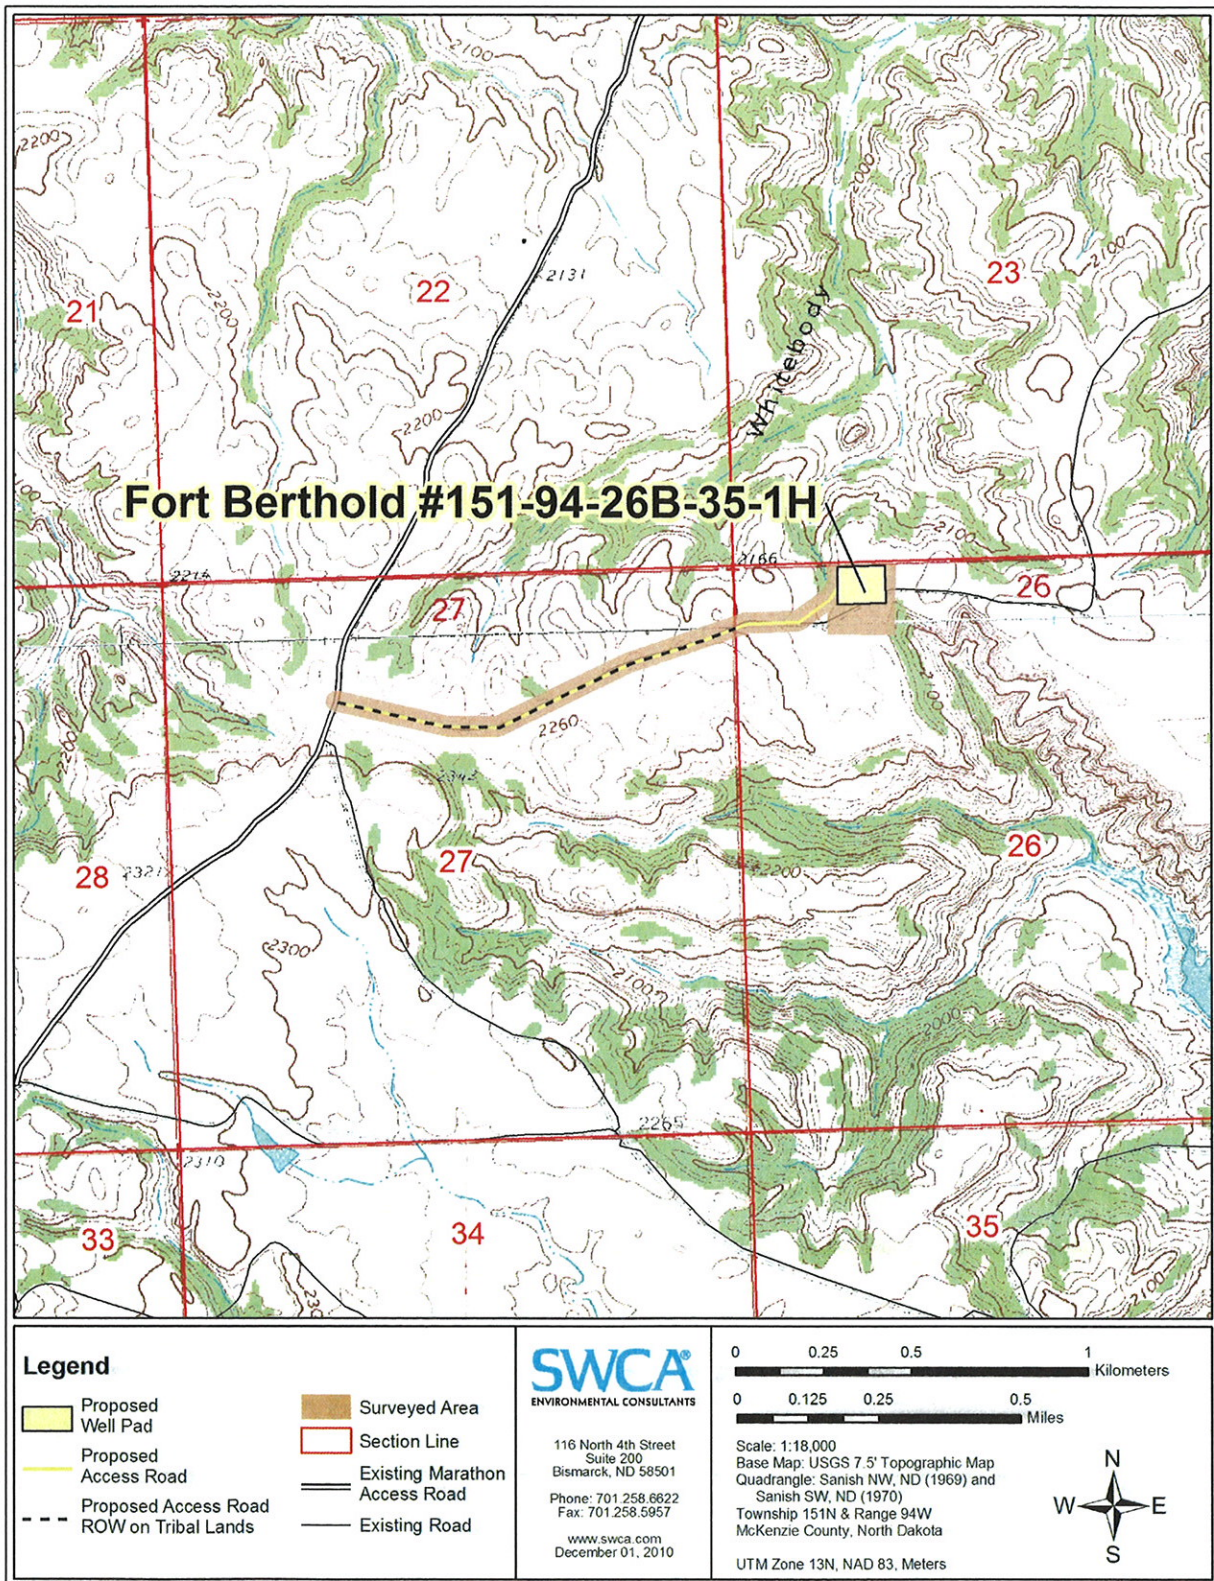 2100
2200
2000
2100
21
22
2131
23
2200
Whitebody
2200
Fort Berthold #151-94-26B-35-1H
2100
2214
27
2166
26
2260
2200
2343
28
2321
27
2200
26
2300
2100
2000
2265
2310
33
34
35
2100
Legend
Proposed
Well Pad
Proposed
Access Road
Proposed Access Road
ROW on Tribal Lands
Surveyed Area
Section Line
Existing Marathon
Access Road
Existing Road
SWCA®
ENVIRONMENTAL CONSULTANTS
116 North 4th Street
Suite 200
Bismarck, ND 58501
Phone: 701.258.6622
Fax: 701.258.5957
www.swca.com
December 01, 2010
0 0.25 0.5 1
Kilometers
0 0.125 0.25 0.5
Miles
Scale: 1:18,000
Base Map: USGS 7.5' Topographic Map
Quadrangle: Sanish NW, ND (1969) and
Sanish SW, ND (1970)
Township 151N & Range 94W
McKenzie County, North Dakota
UTM Zone 13N, NAD 83, Meters
N
W E
S